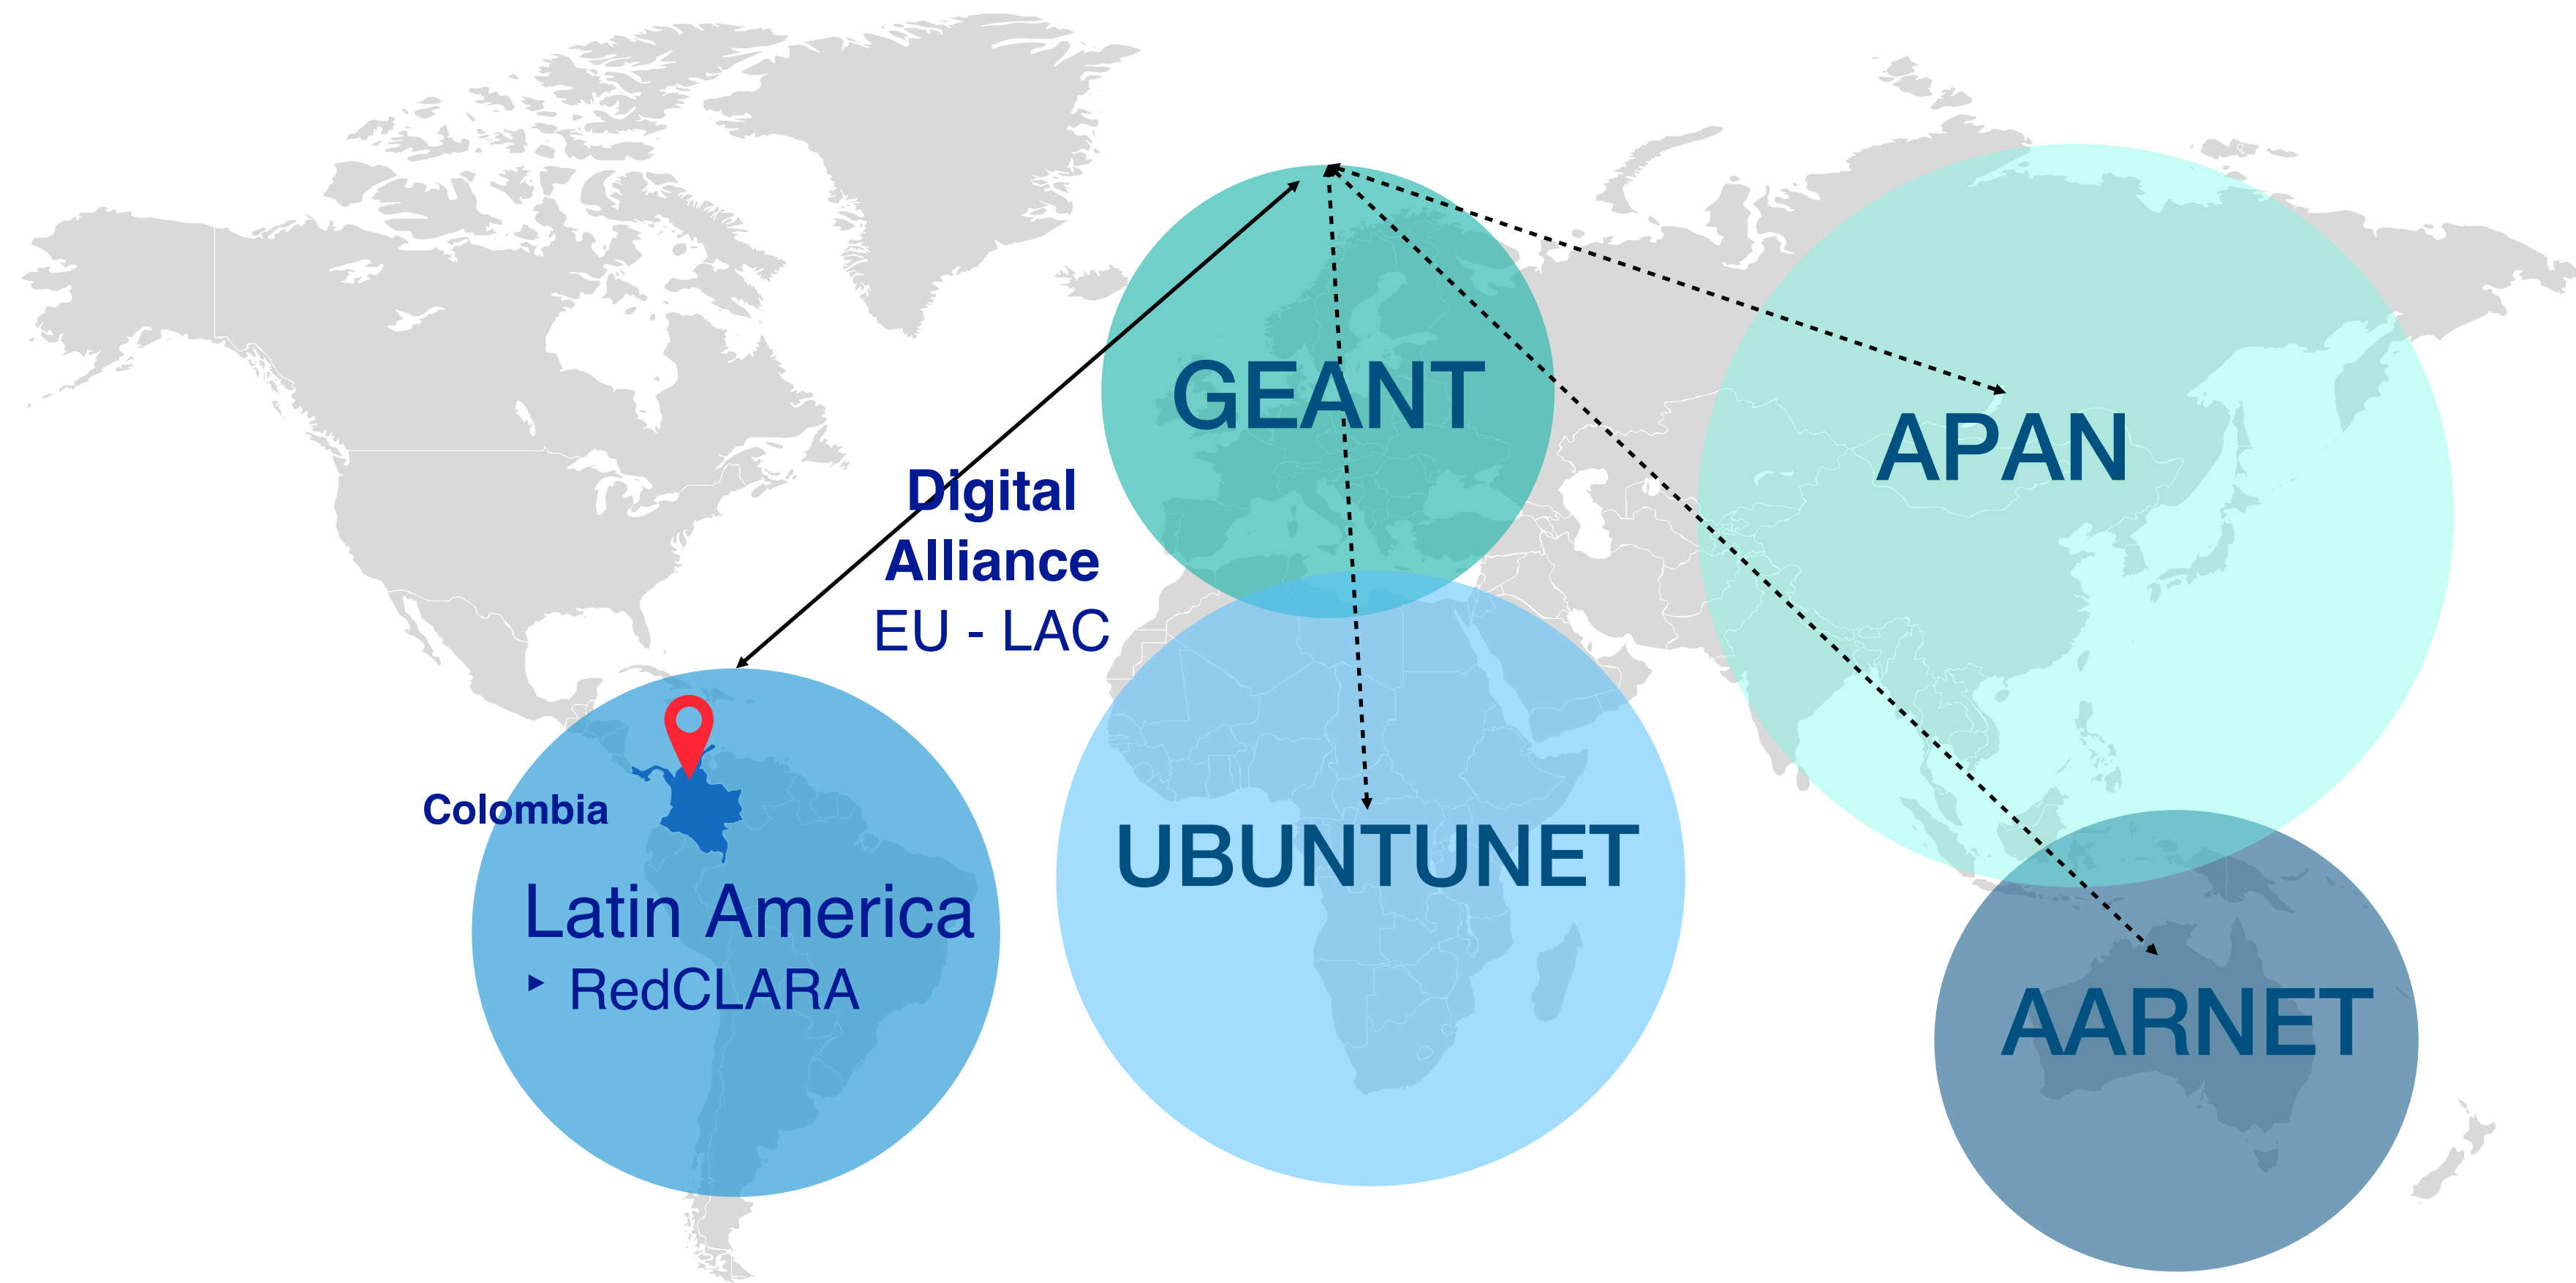 GEANT
APAN
Digital
Alliance
EU - LAC
Colombia
UBUNTUNET
Latin America
‣ RedCLARA
AARNET